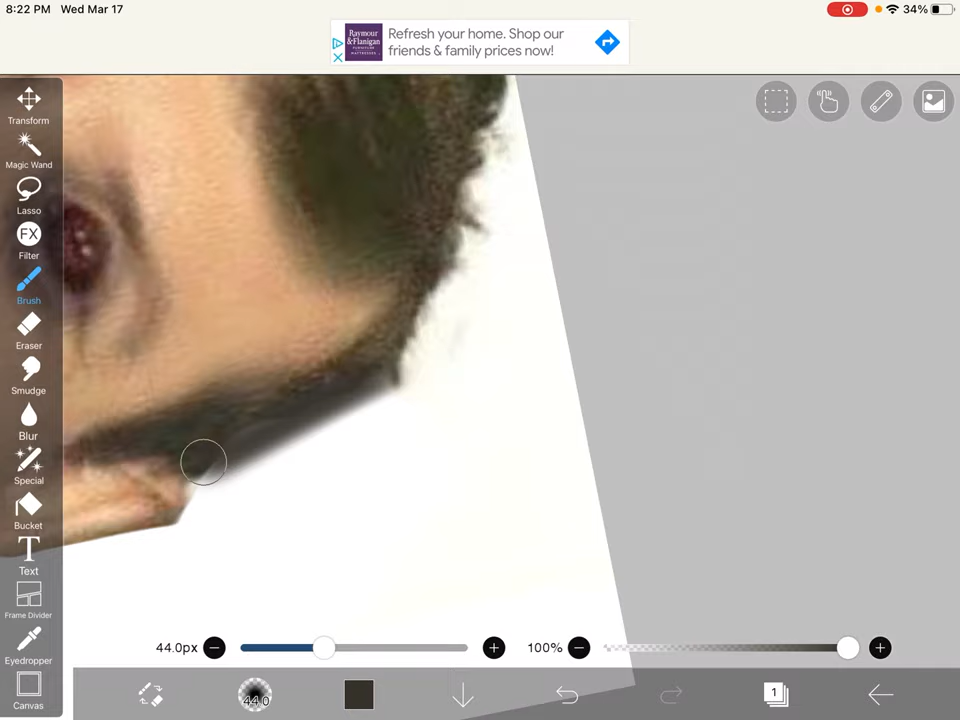 8:22 PM Wed Mar 17
34%
Raymour
&Flanigan
FURNITURE
MATTRESSES
Refresh your home. Shop our
friends & family prices now!
Transform
Magic Wand
Lasso
FX
Filter
Brush
Eraser
Smudge
Blur
Special
Bucket
T
Text
Frame Divider
Eyedropper
Canvas
44.0px
100%
44.0
1